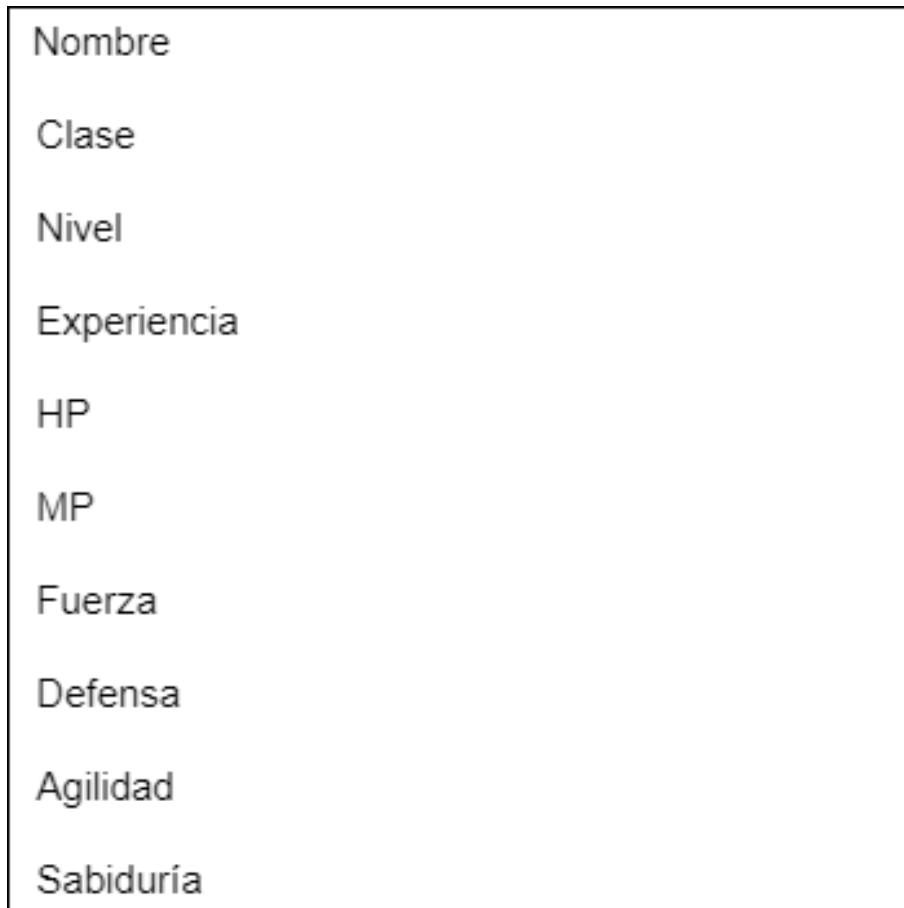 Nombre
Clase
Nivel
Experiencia
HP
MP
Fuerza
Defensa
Agilidad
Sabiduría